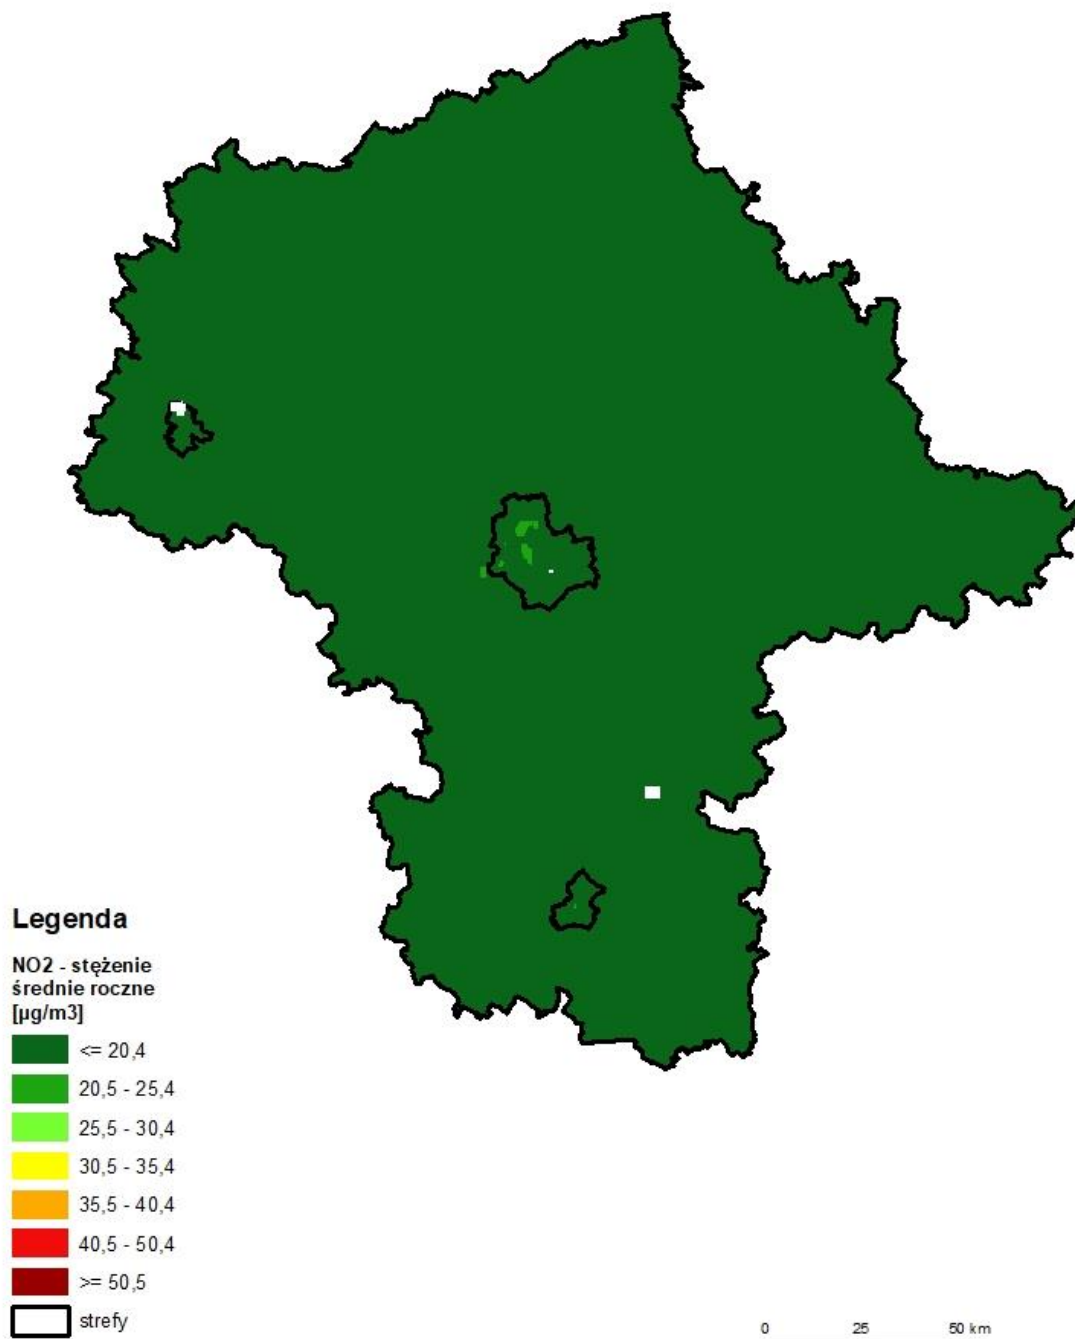 Legenda
NO2 - stężenie
średnie roczne
[µg/m3]
<= 20,4
20,5 - 25,4
25,5 - 30,4
30,5 - 35,4
35,5 - 40,4
40,5 - 50,4
>= 50,5
strefy
0 25 50 km